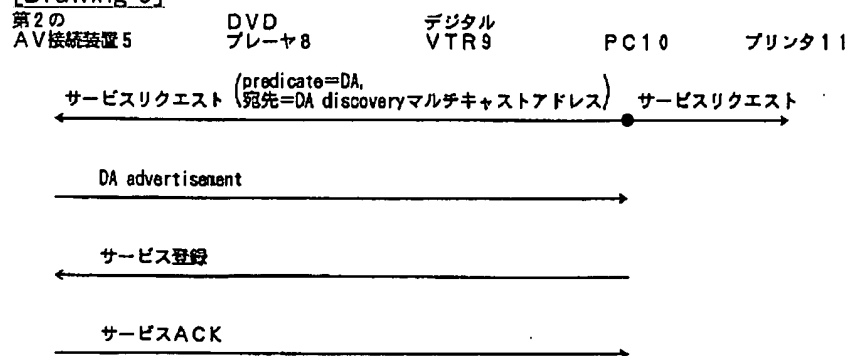 [Drawing 6]
第2の DVD デジタル
AV接続装置5 プレーヤ8 VTR9 PC10 プリンタ11
(predicate=DA,
サービスリクエスト 宛先=DA discoveryマルチキャストアドレス) サービスリクエスト
DA advertisement
サービス登録
サービスACK